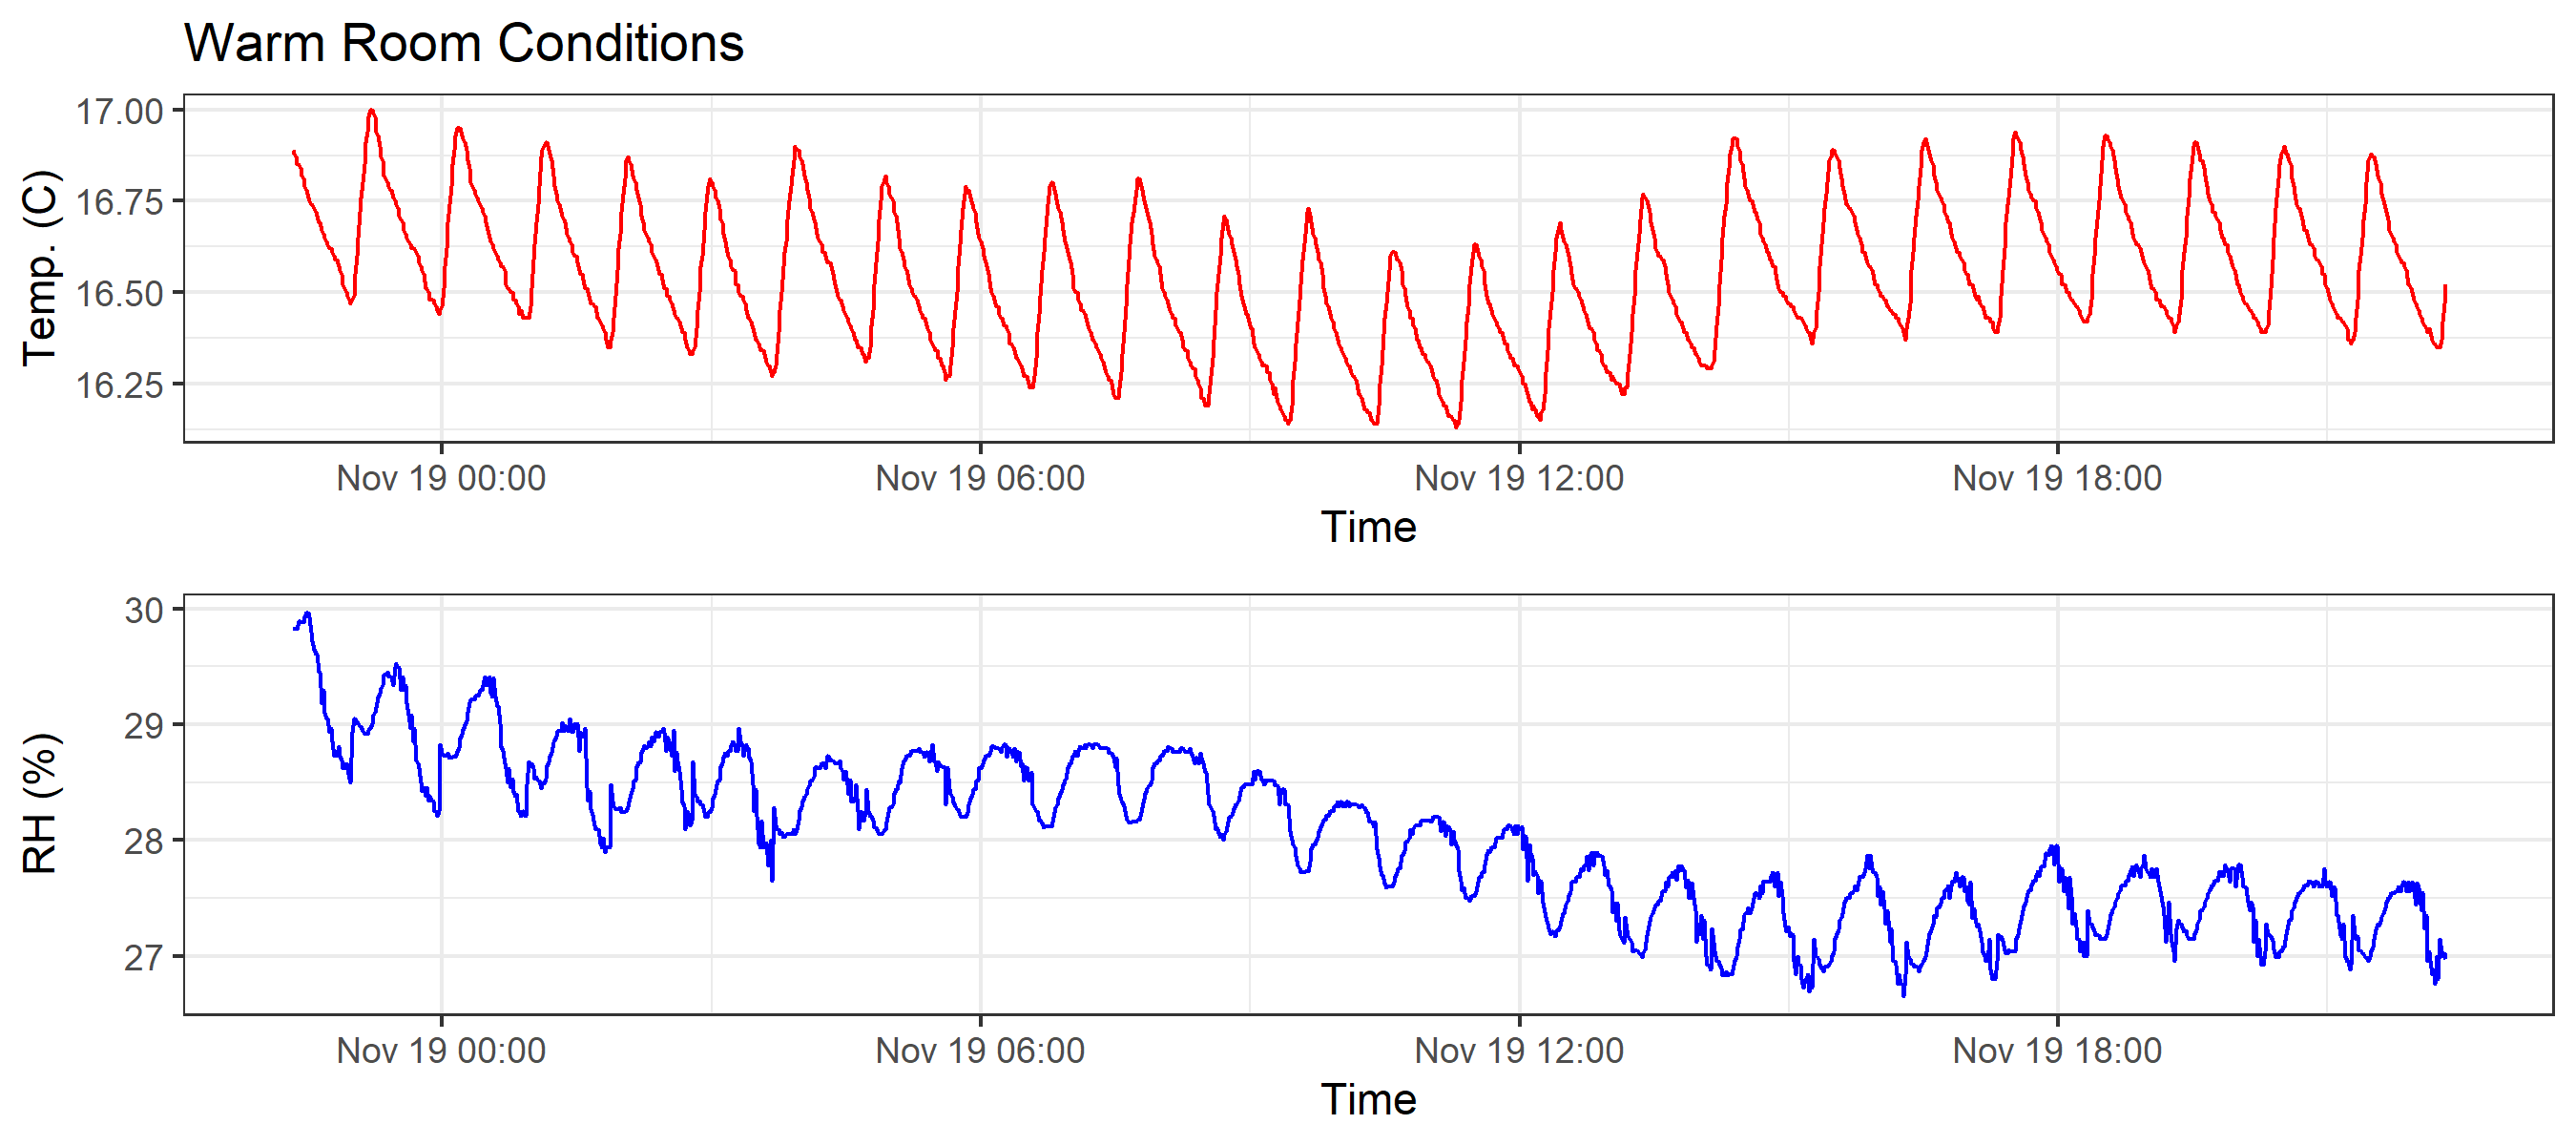 Warm Room Conditions
Temp. (C)
17.00
16.75
16.50
16.25
Nov 19 00:00 Nov 19 06:00 Nov 19 12:00 Nov 19 18:00
Time
RH (%)
30
29
28
27
Nov 19 00:00 Nov 19 06:00 Nov 19 12:00 Nov 19 18:00
Time